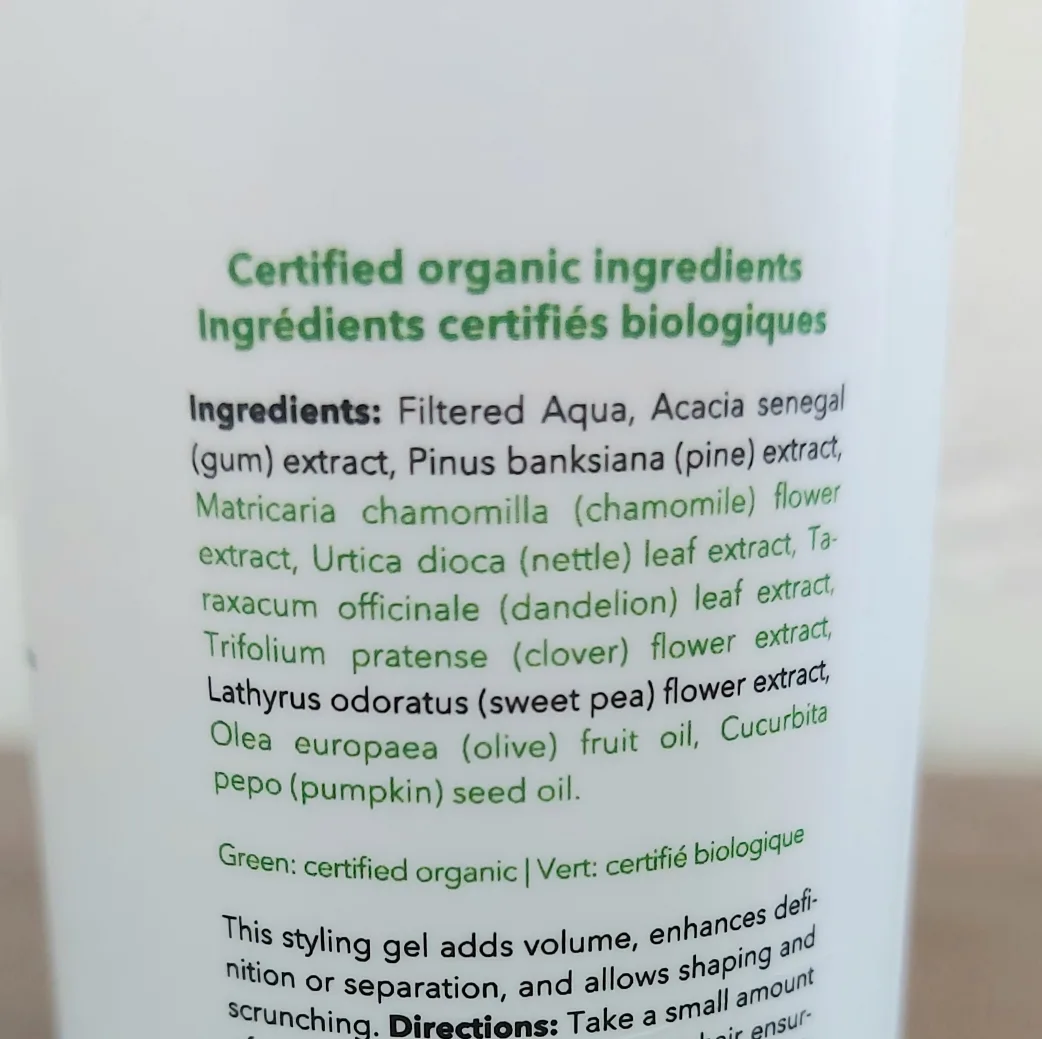 Certified organic ingredients
Ingrédients certifiés biologiques
Ingredients: Filtered Aqua, Acacia senegal
(gum) extract, Pinus banksiana (pine) extract,
Matricaria chamomilla (chamomile) flower
extract, Urtica dioca (nettle) leaf extract, Ta-
raxacum officinale (dandelion) leaf extract,
Trifolium pratense (clover) flower extract,
Lathyrus odoratus (sweet pea) flower extract,
Olea europaea (olive) fruit oil, Cucurbita
pepo (pumpkin) seed oil.
Green: certified organic | Vert: certifié biologique
This styling gel adds volume, enhances defi-
nition or separation, and allows shaping and
scrunching. Directions: Take a small amount
ensur-